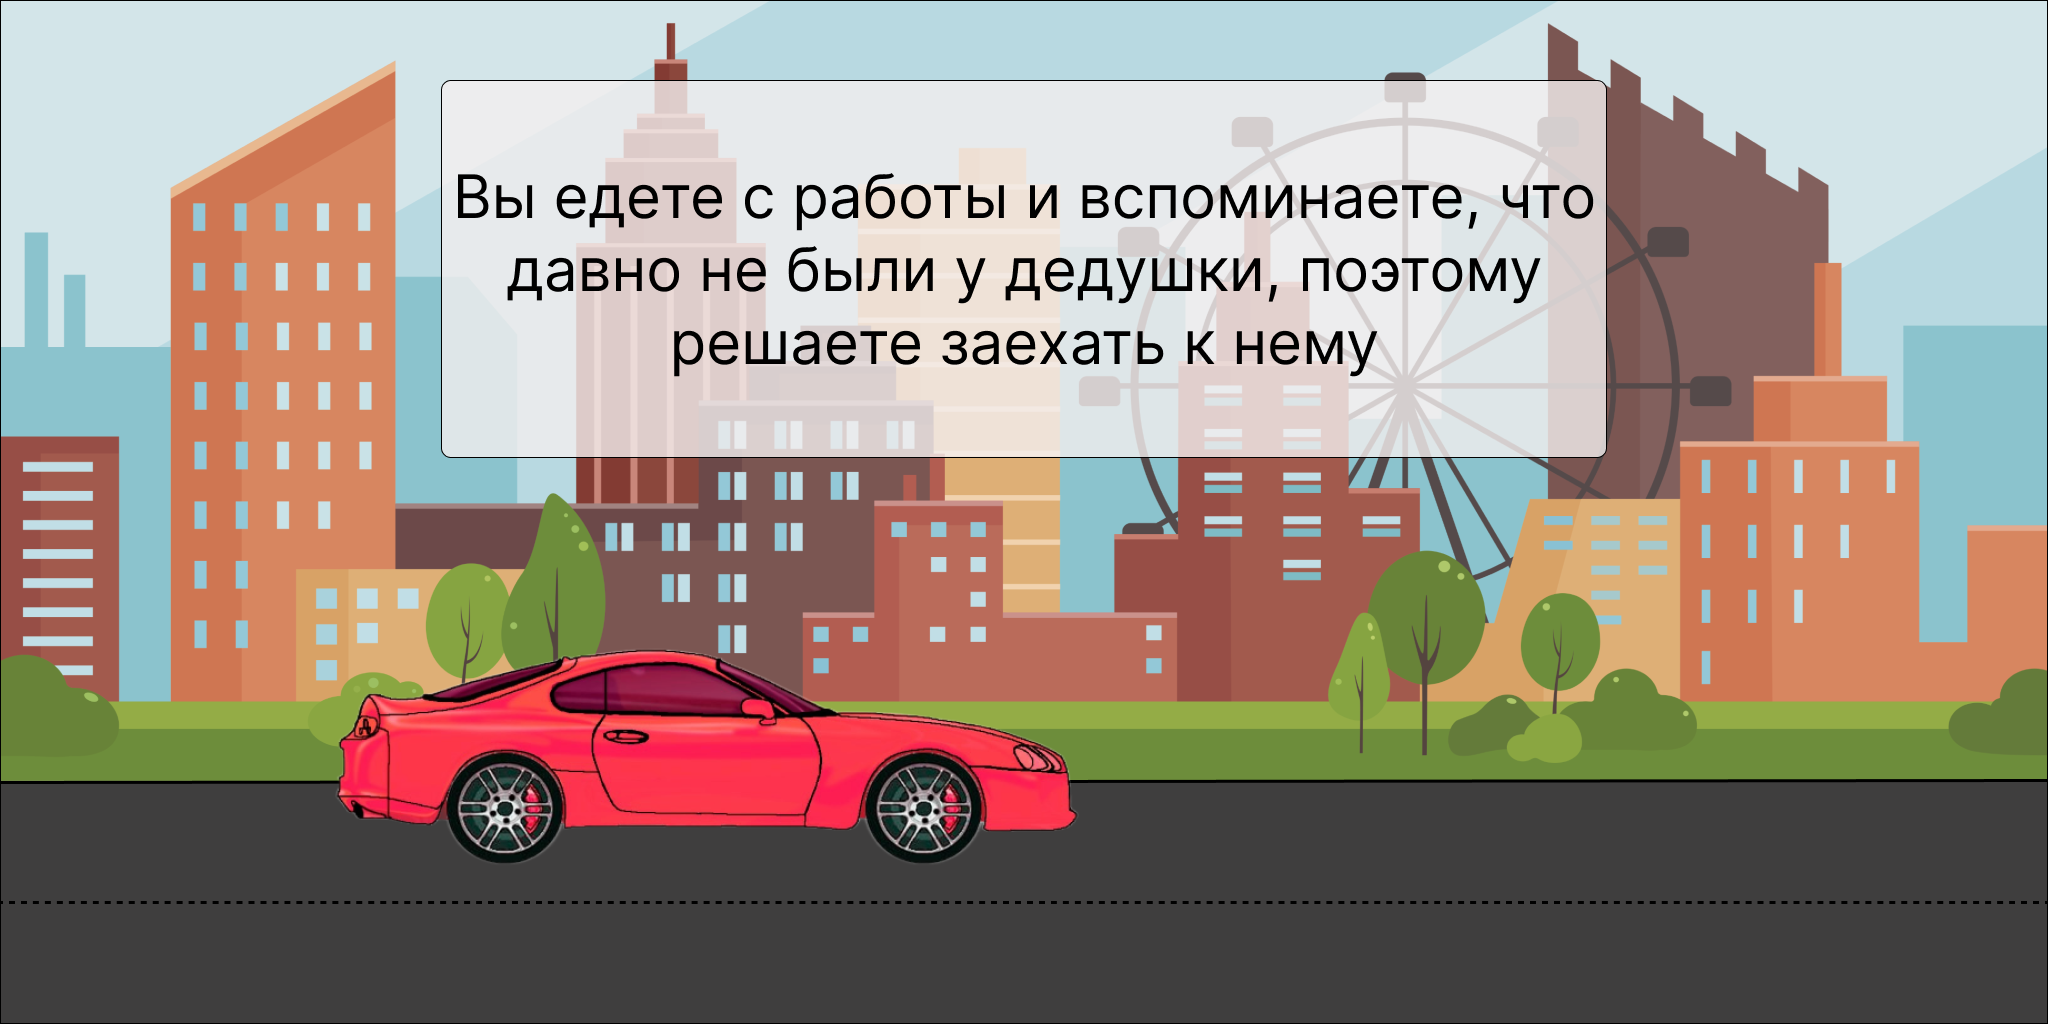 Вы едете с работы и вспоминаете, что
давно не были у дедушки, поэтому
решаете заехать к нему